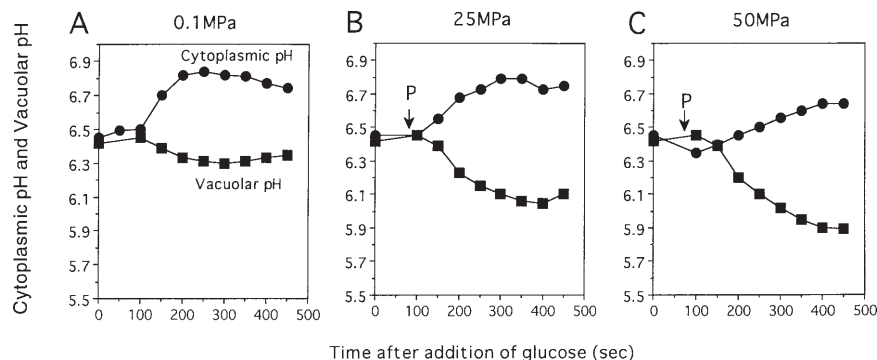 A 0.1MPa
B 25MPa
C 50MPa
Cytoplasmic pH and Vacuolar pH
6.9
6.7
6.5
6.3
6.1
5.9
5.7
5.5
Cytoplasmic pH
Vacuolar pH
0 100 200 300 400 500
6.9
6.7
6.5
6.3
6.1
5.9
5.7
5.5
P
0 100 200 300 400 500
6.9
6.7
6.5
6.3
6.1
5.9
5.7
5.5
P
0 100 200 300 400 500
Time after addition of glucose (sec)